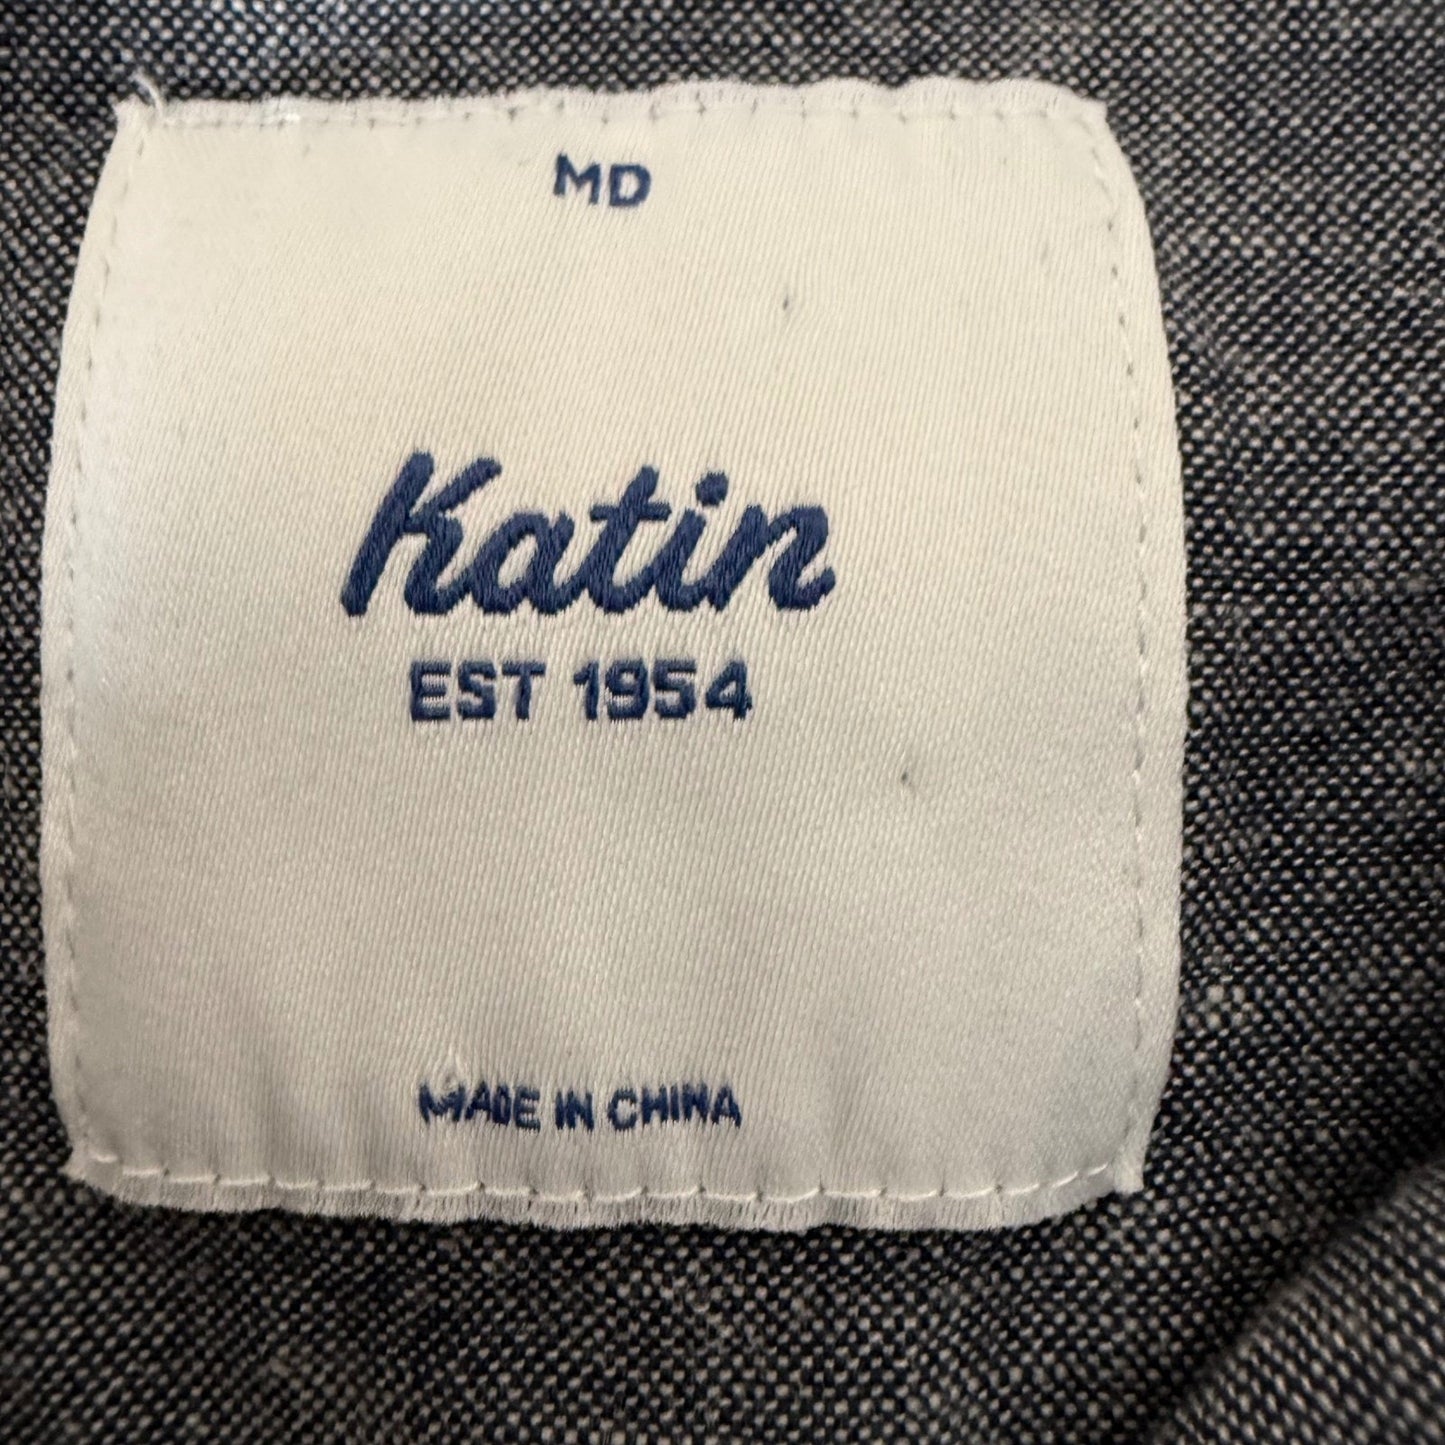 MD
Katin
EST 1954
MADE IN CHINA